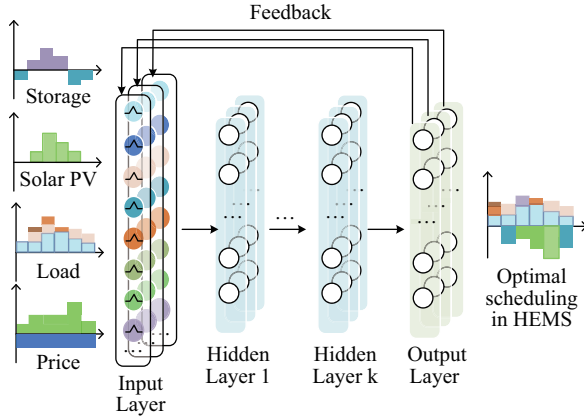 Feedback
Storage
Solar PV
Load
Price
Input
Layer
Hidden
Layer 1
...
Hidden
Layer k
Output
Layer
Optimal
scheduling
in HEMS